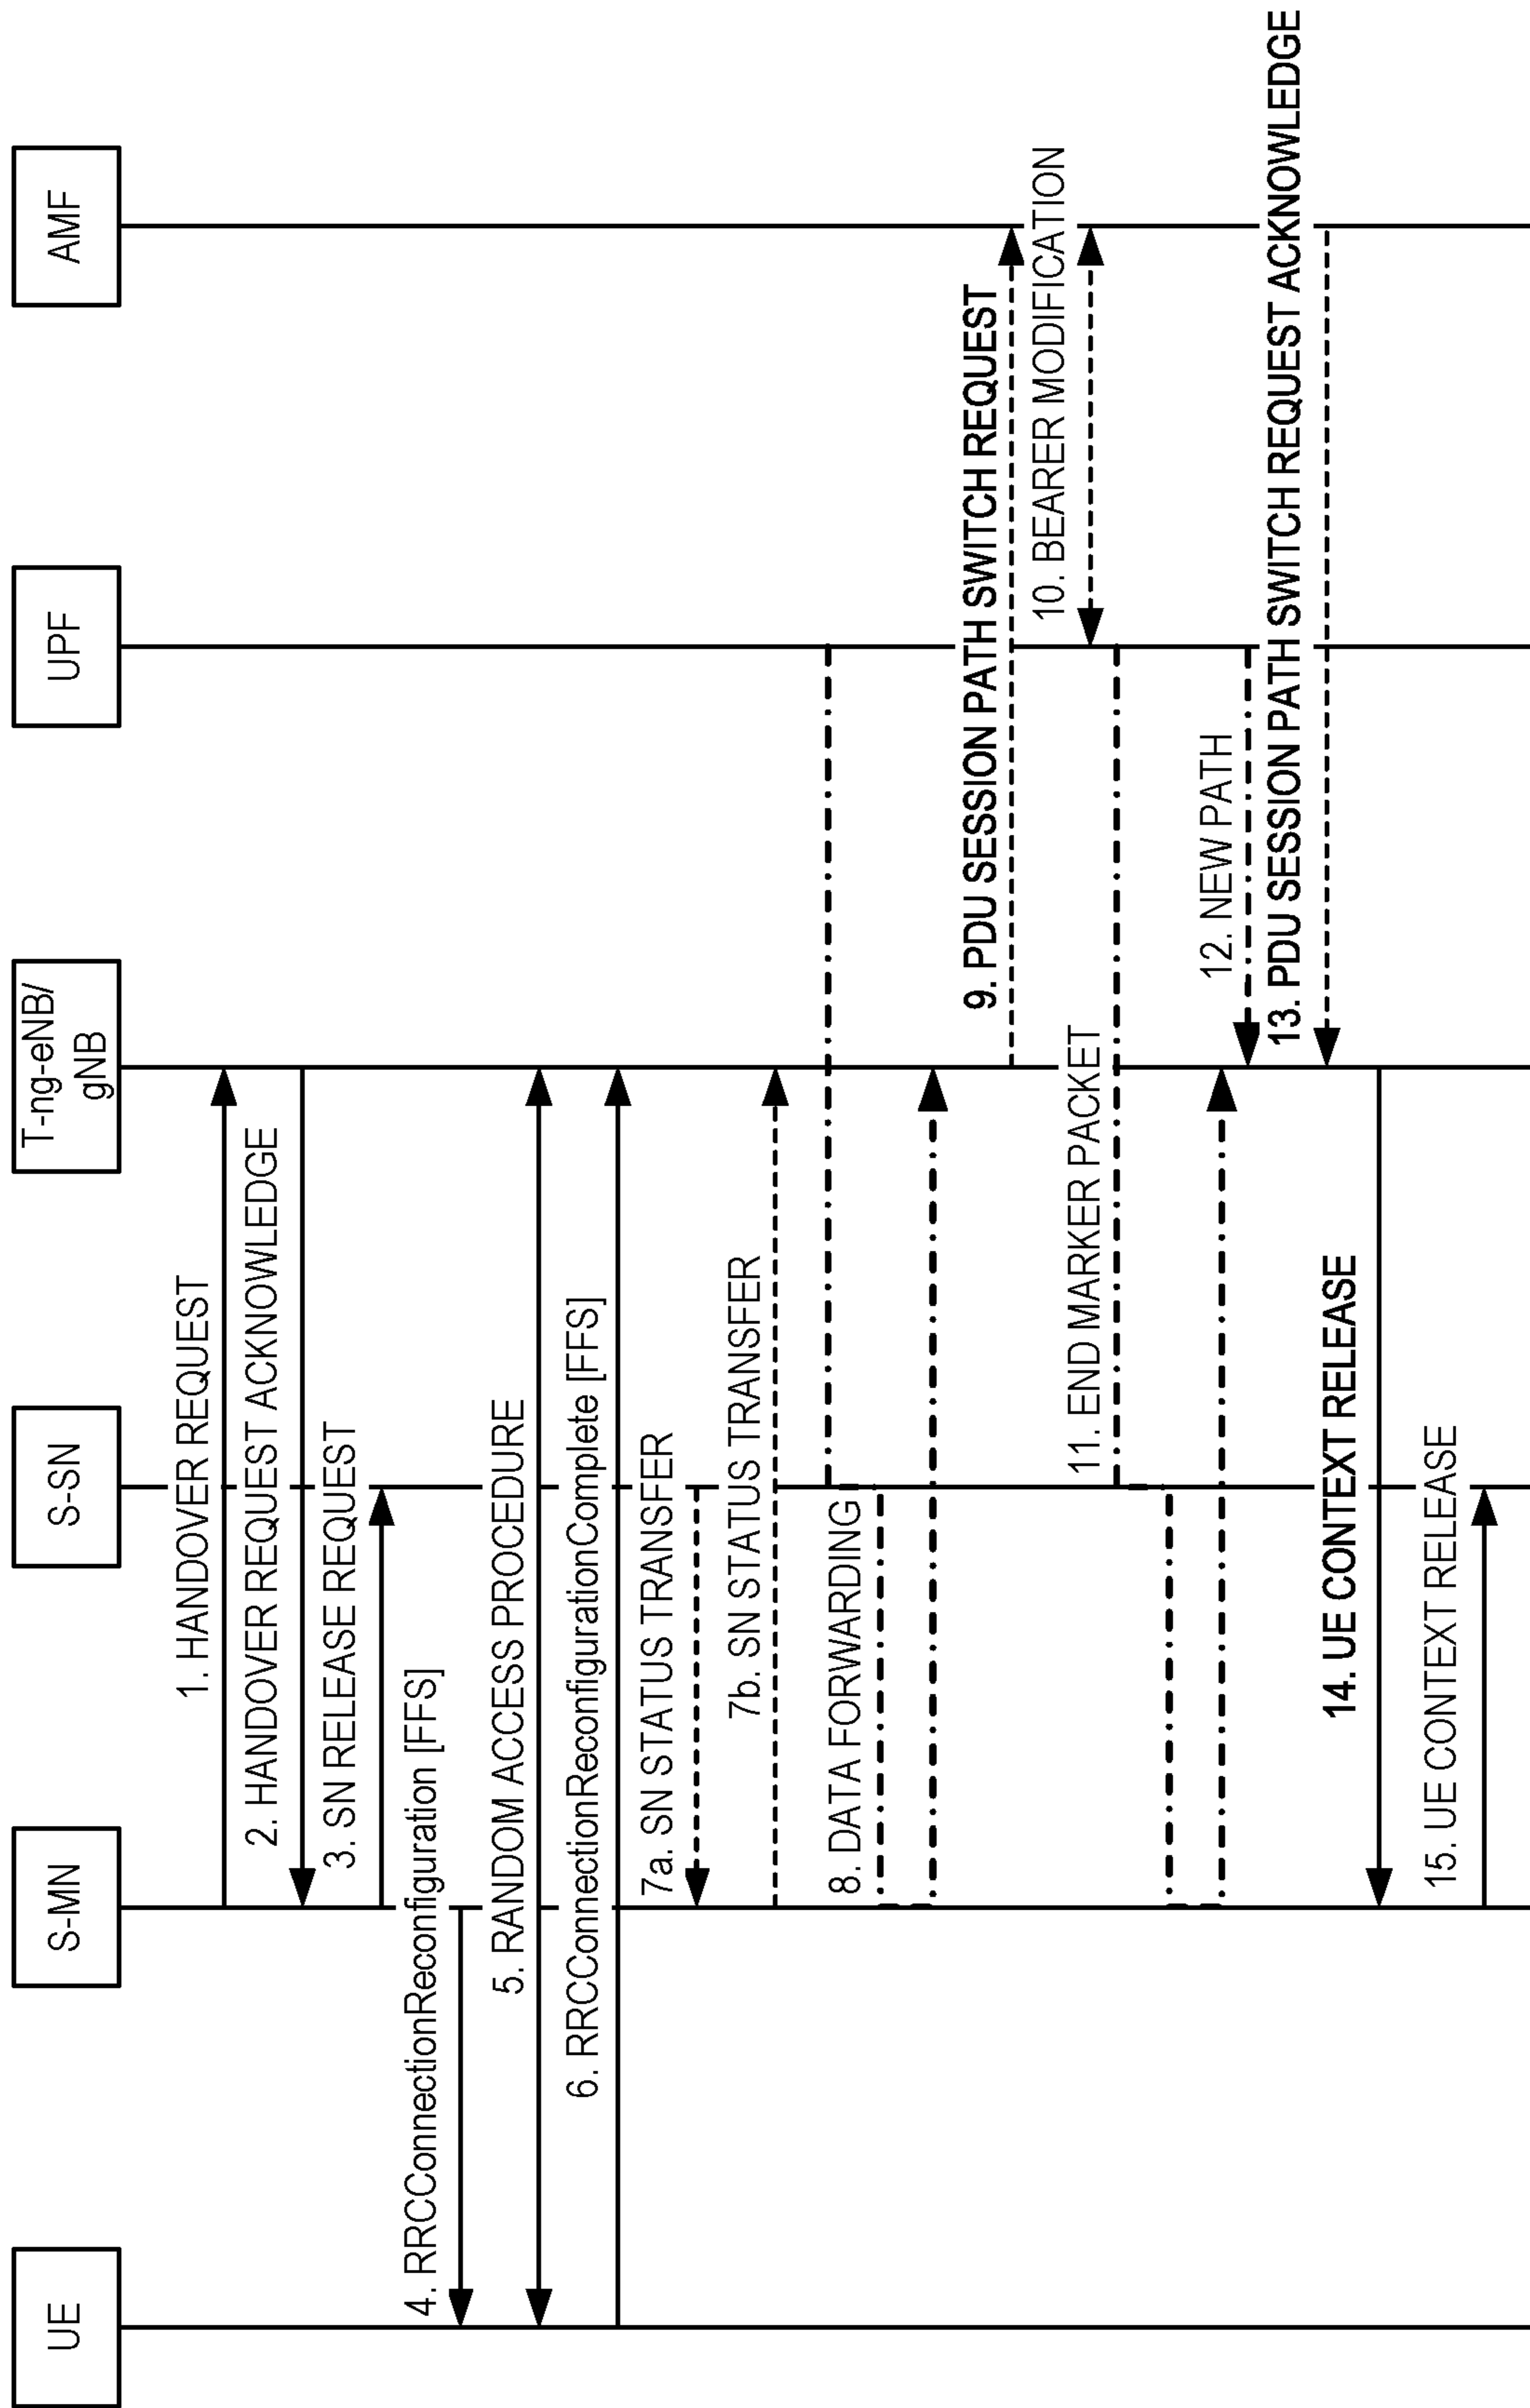 UE
S-MN
S-SN
T-ng-eNB/
gNB
UPF
AMF
1. HANDOVER REQUEST
2. HANDOVER REQUEST ACKNOWLEDGE
3. SN RELEASE REQUEST
4. RRCConnectionReconfiguration [FFS]
5. RANDOM ACCESS PROCEDURE
6. RRCConnectionReconfigurationComplete [FFS]
7a. SN STATUS TRANSFER
7b. SN STATUS TRANSFER
8. DATA FORWARDING
9. PDU SESSION PATH SWITCH REQUEST
10. BEARER MODIFICATION
11. END MARKER PACKET
12. NEW PATH
13. PDU SESSION PATH SWITCH REQUEST ACKNOWLEDGE
14. UE CONTEXT RELEASE
15. UE CONTEXT RELEASE